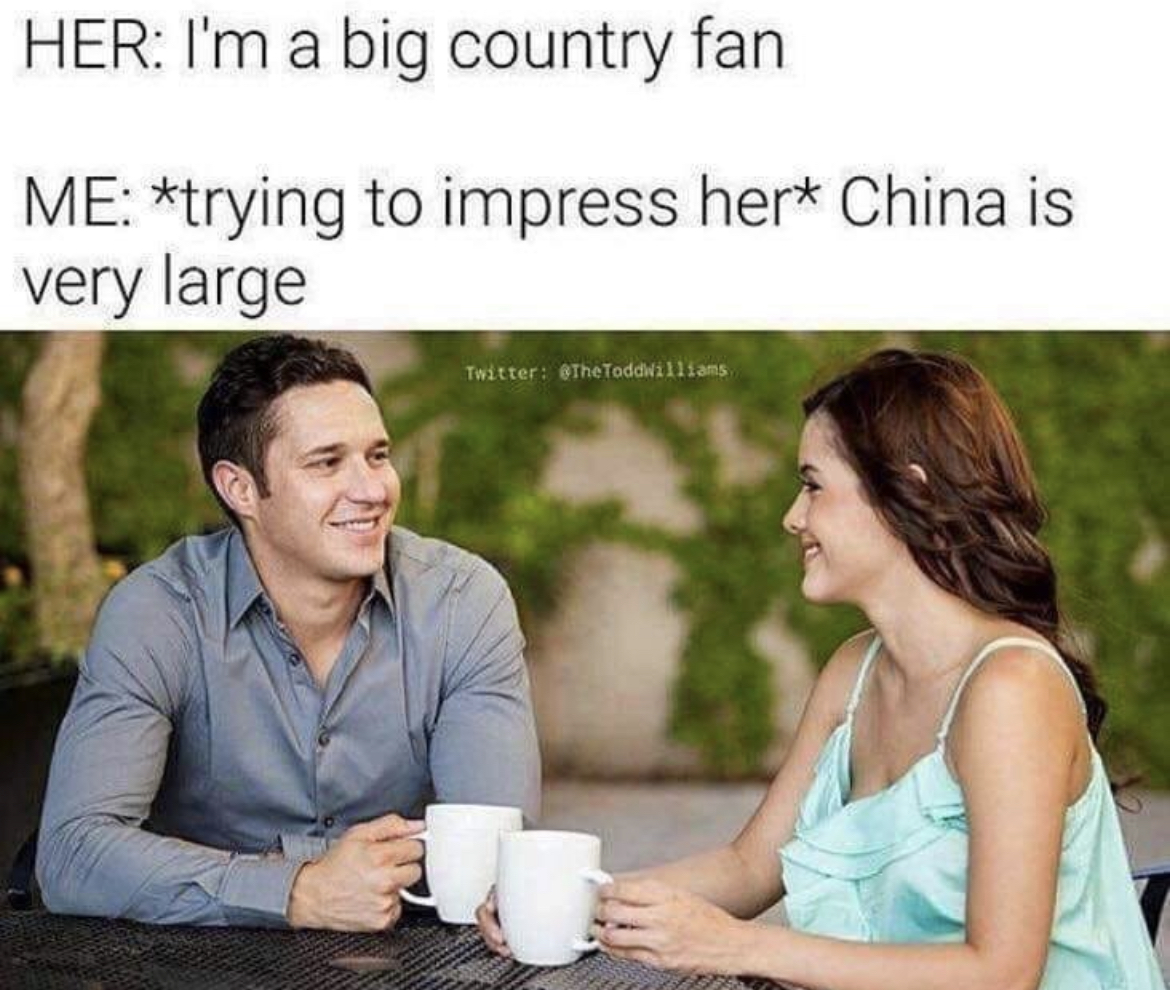 HER: I'm a big country fan
ME: *trying to impress her* China is
very large
Twitter: @TheToddWilliams